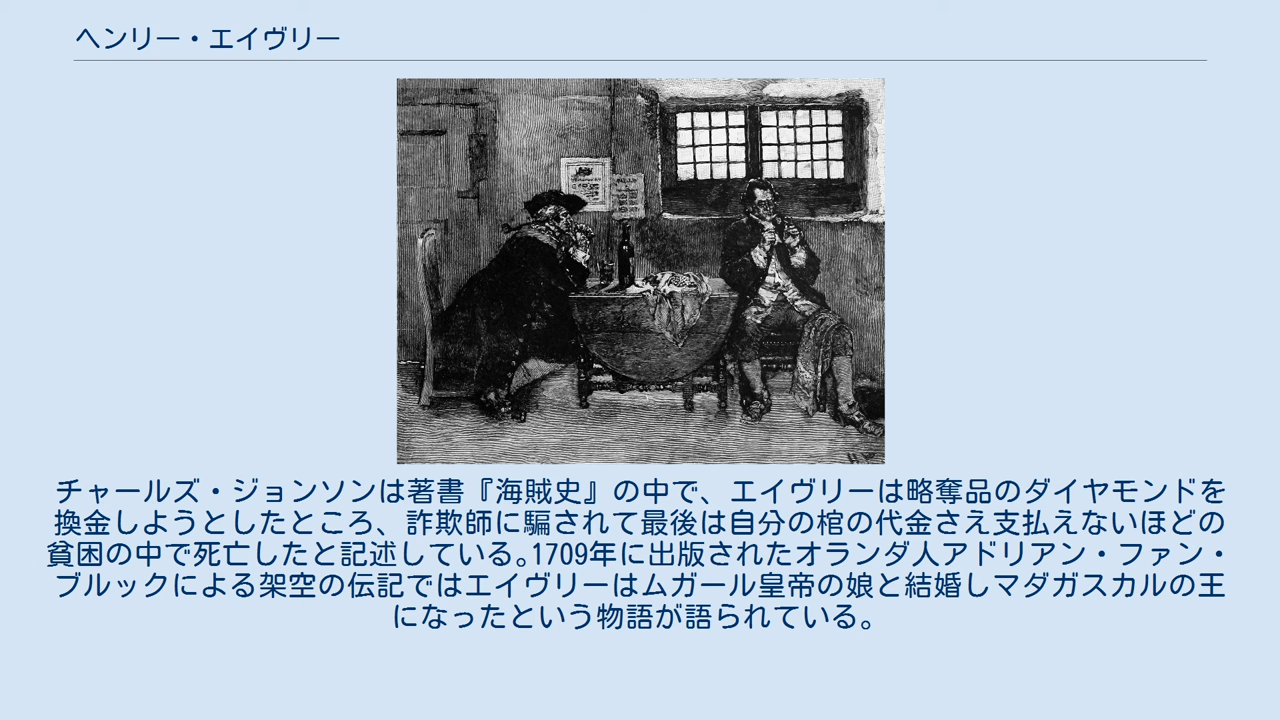 ヘンリー・エイヴリー
チャールズ・ジョンソンは著書『海賊史』の中で、エイヴリーは略奪品のダイヤモンドを
換金しようとしたところ、詐欺師に騙されて最後は自分の棺の代金さえ支払えないほどの
貧困の中で死亡したと記述している。1709年に出版されたオランダ人アドリアン・ファン・
ブルックによる架空の伝記ではエイヴリーはムガール皇帝の娘と結婚しマダガスカルの王
になったという物語が語られている。